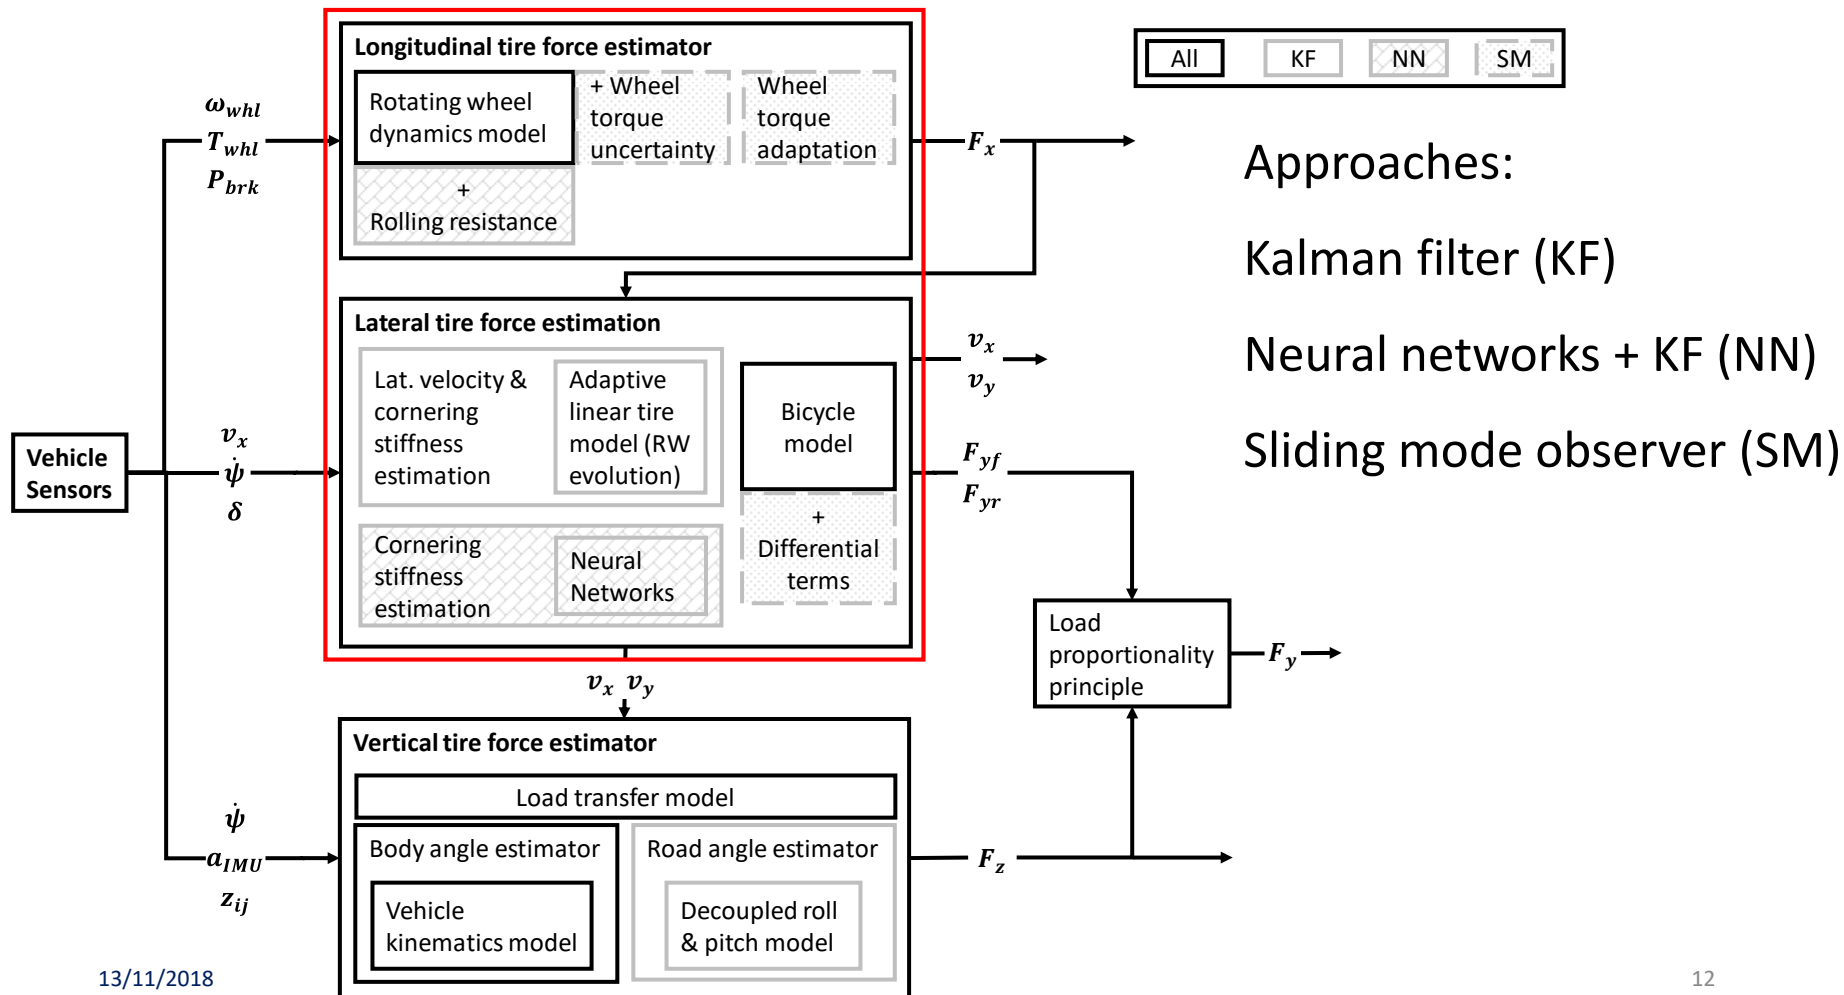 Longitudinal tire force estimator
Rotating wheel
dynamics model
+ Wheel
torque
uncertainty
Wheel
torque
adaptation
+
Rolling resistance
ω_whl
T_whl
P_brk
F_x
All
KF
NN
SM
Approaches:
Kalman filter (KF)
Neural networks + KF (NN)
Sliding mode observer (SM)
Lateral tire force estimation
Lat. velocity &
cornering
stiffness
estimation
Adaptive
linear tire
model (RW
evolution)
Bicycle
model
+
Differential
terms
Cornering
stiffness
estimation
Neural
Networks
Vehicle
Sensors
v_x
ψ̇
δ
v_x
v_y
F_yf
F_yr
Load
proportionality
principle
F_y
v_x v_y
Vertical tire force estimator
Load transfer model
Body angle estimator
Vehicle
kinematics model
Road angle estimator
Decoupled roll
& pitch model
ψ̇
a_IMU
z_ij
F_z
13/11/2018
12